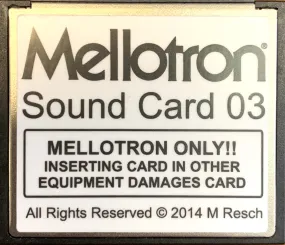 Mellotron®
Sound Card 03
MELLOTRON ONLY!!
INSERTING CARD IN OTHER
EQUIPMENT DAMAGES CARD
All Rights Reserved © 2014 M Resch